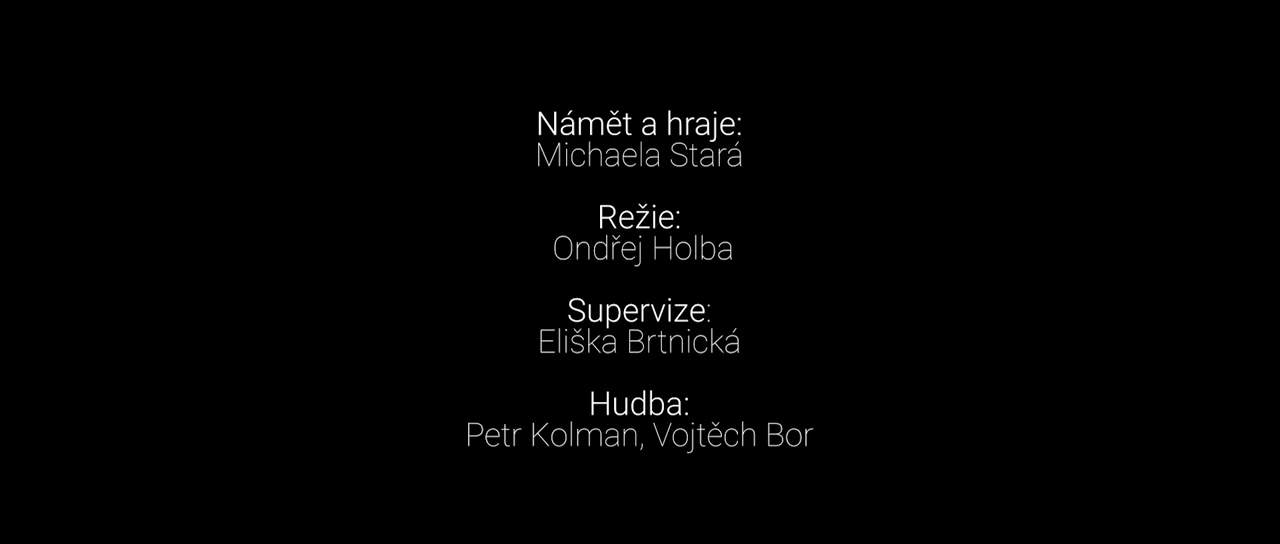 Námět a hraje:
Michaela Stará
Režie:
Ondřej Holba
Supervize:
Eliška Brtnická
Hudba:
Petr Kolman, Vojtěch Bor